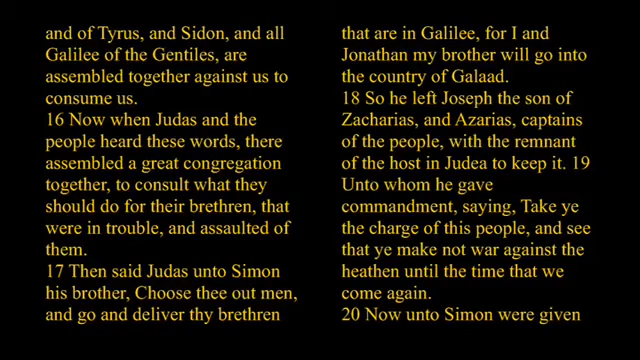 and of Tyrus, and Sidon, and all
Galilee of the Gentiles, are
assembled together against us to
consume us.
16 Now when Judas and the
people heard these words, there
assembled a great congregation
together, to consult what they
should do for their brethren, that
were in trouble, and assaulted of
them.
17 Then said Judas unto Simon
his brother, Choose thee out men,
and go and deliver thy brethren
that are in Galilee, for I and
Jonathan my brother will go into
the country of Galaad.
18 So he left Joseph the son of
Zacharias, and Azarias, captains
of the people, with the remnant
of the host in Judea to keep it. 19
Unto whom he gave
commandment, saying, Take ye
the charge of this people, and see
that ye make not war against the
heathen until the time that we
come again.
20 Now unto Simon were given